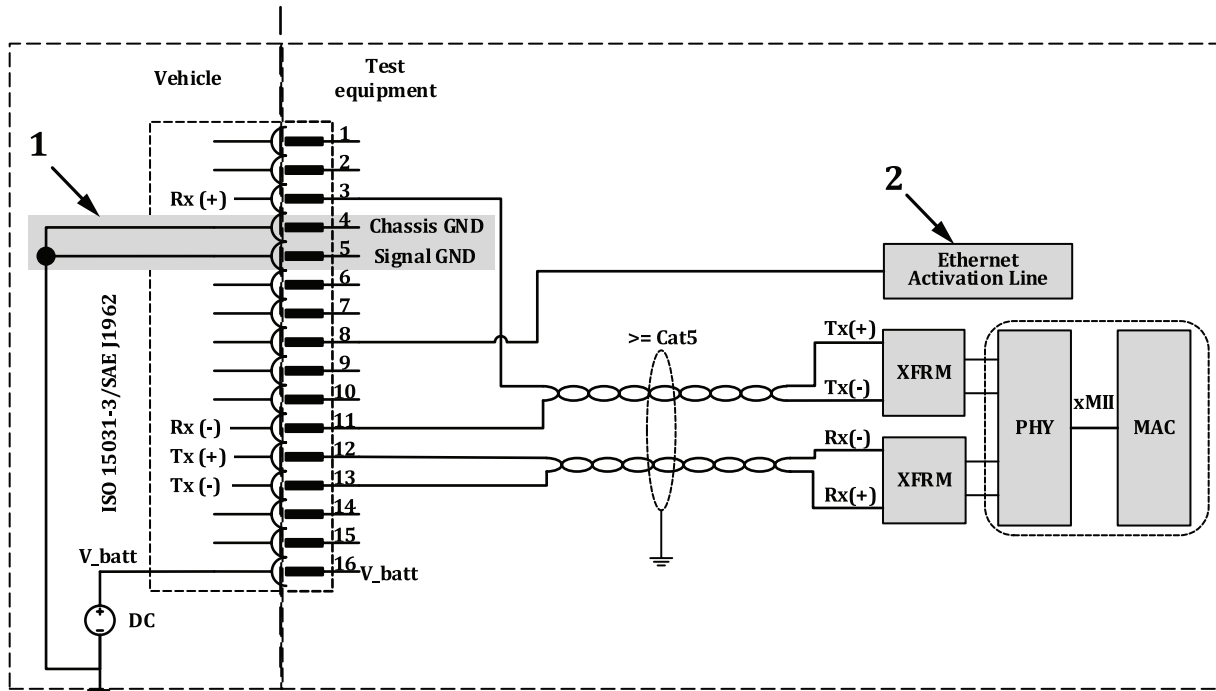 Vehicle
Test
equipment
1
1
2
Rx (+)
3
4
Chassis GND
5
Signal GND
2
Ethernet
Activation Line
6
7
8
9
10
Rx (-)
11
Tx (+)
12
Tx (-)
13
14
15
V_batt
16
V_batt
+
-
DC
ISO 15031-3/SAE J1962
>= Cat5
Tx(+)
Tx(-)
XFRM
Rx(-)
Rx(+)
XFRM
PHY
xMII
MAC